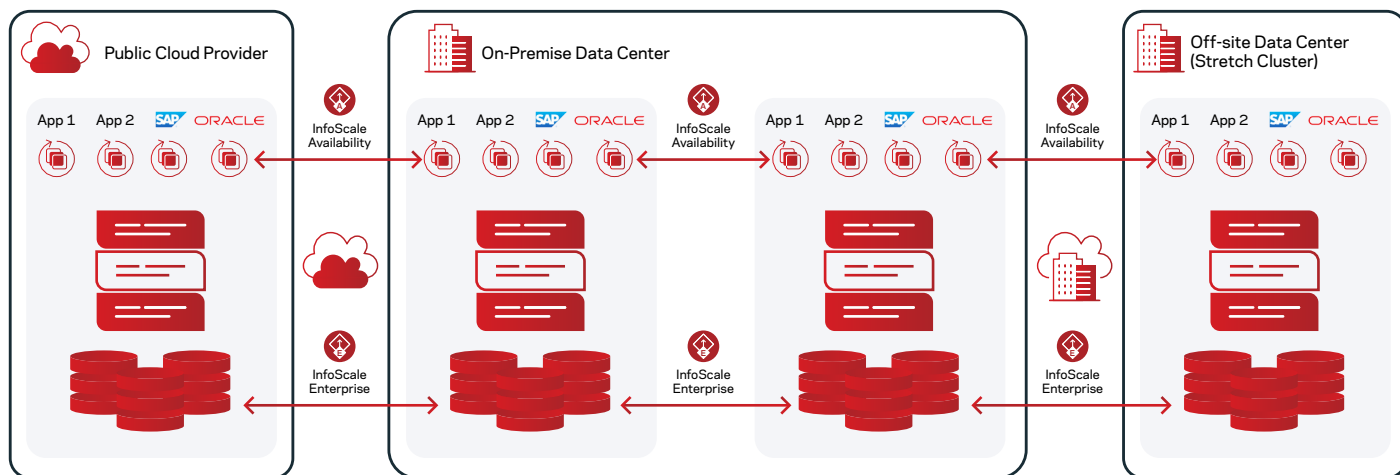 Public Cloud Provider
On-Premise Data Center
Off-site Data Center
(Stretch Cluster)
App 1 App 2 SAP ORACLE
InfoScale
Availability
App 1 App 2 SAP ORACLE
InfoScale
Availability
App 1 App 2 SAP ORACLE
InfoScale
Availability
App 1 App 2 SAP ORACLE
A
A
A
E
InfoScale
Enterprise
E
InfoScale
Enterprise
E
InfoScale
Enterprise